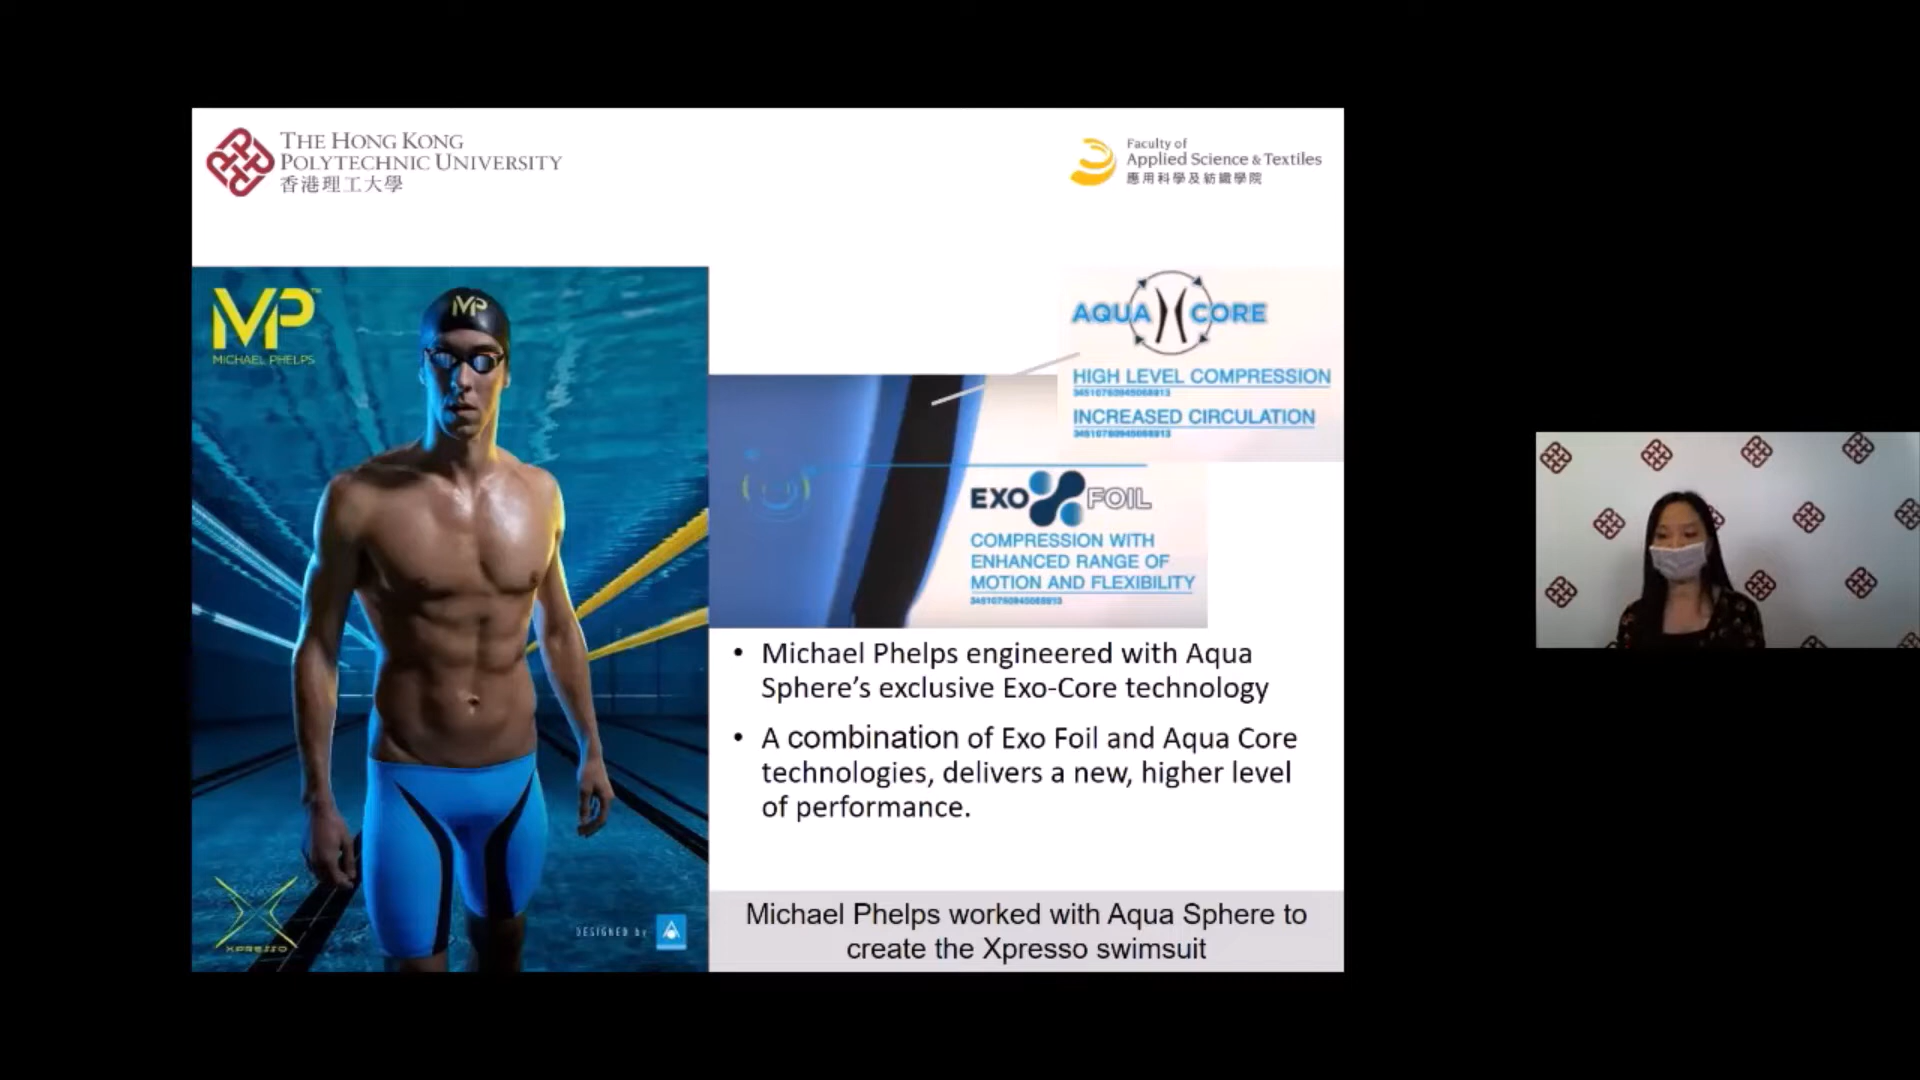 THE HONG KONG
POLYTECHNIC UNIVERSITY
香港理工大學
Faculty of
Applied Science & Textiles
應用科學及紡織學院
MP™
MICHAEL PHELPS
MP
XPRESSO
DESIGNED by
AQUA CORE
HIGH LEVEL COMPRESSION
INCREASED CIRCULATION
EXO FOIL
COMPRESSION WITH
ENHANCED RANGE OF
MOTION AND FLEXIBILITY
• Michael Phelps engineered with Aqua
Sphere’s exclusive Exo-Core technology
• A combination of Exo Foil and Aqua Core
technologies, delivers a new, higher level
of performance.
Michael Phelps worked with Aqua Sphere to
create the Xpresso swimsuit